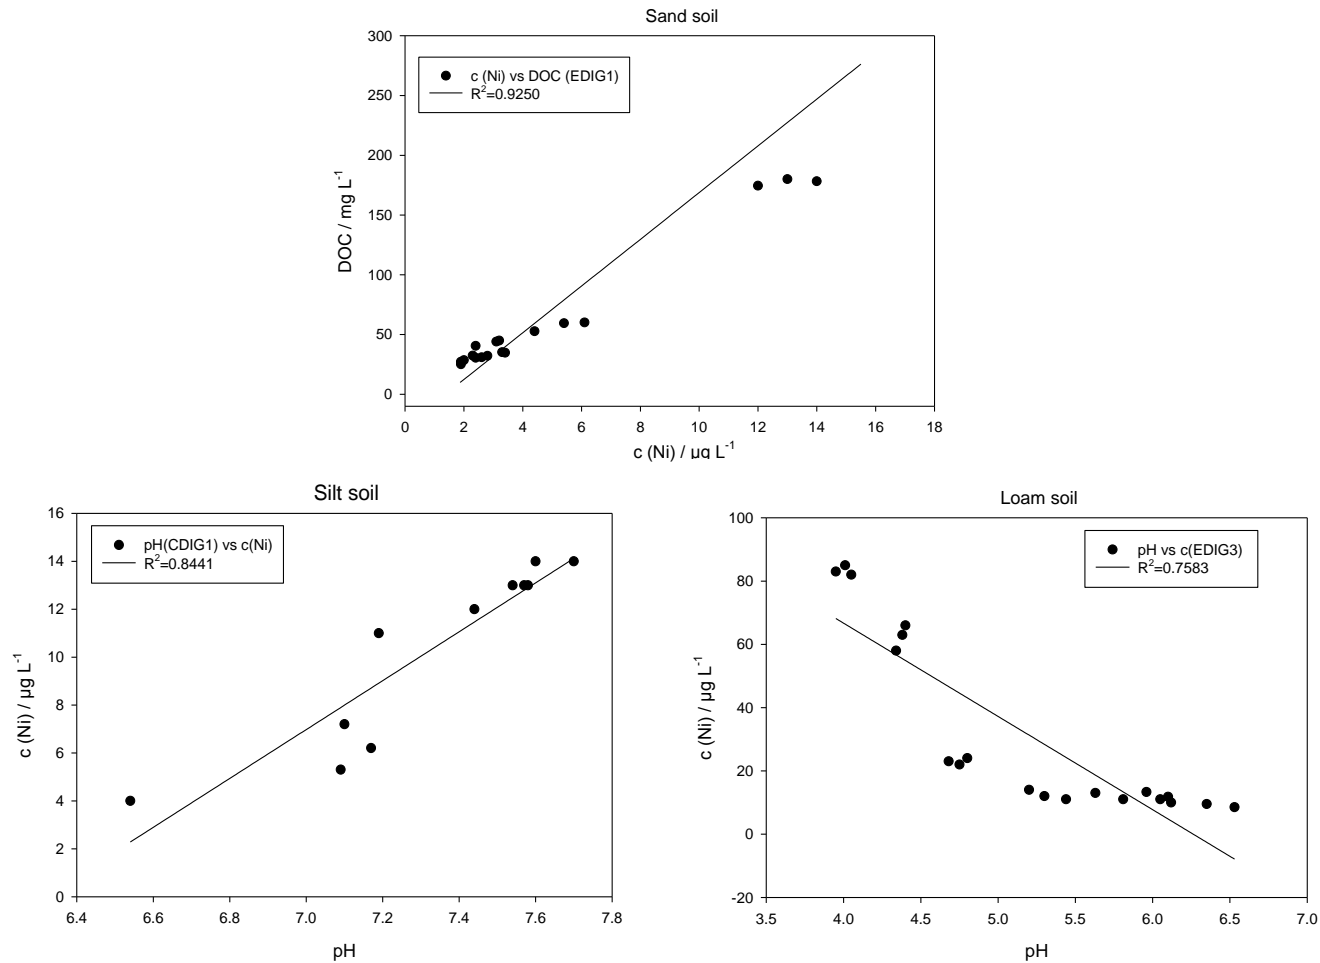 Sand soil
c (Ni) vs DOC (EDIG1)
R²=0.9250
DOC / mg L⁻¹
300
250
200
150
100
50
0
0 2 4 6 8 10 12 14 16 18
c (Ni) / µg L⁻¹
Silt soil
pH(CDIG1) vs c(Ni)
R²=0.8441
c (Ni) / µg L⁻¹
16
14
12
10
8
6
4
2
0
6.4 6.6 6.8 7.0 7.2 7.4 7.6 7.8
pH
Loam soil
pH vs c(EDIG3)
R²=0.7583
c (Ni) / µg L⁻¹
100
80
60
40
20
0
-20
3.5 4.0 4.5 5.0 5.5 6.0 6.5 7.0
pH